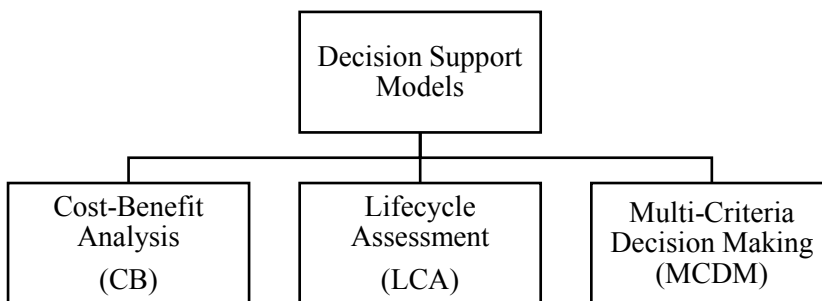 Decision Support
Models
Cost-Benefit
Analysis
(CB)
Lifecycle
Assessment
(LCA)
Multi-Criteria
Decision Making
(MCDM)